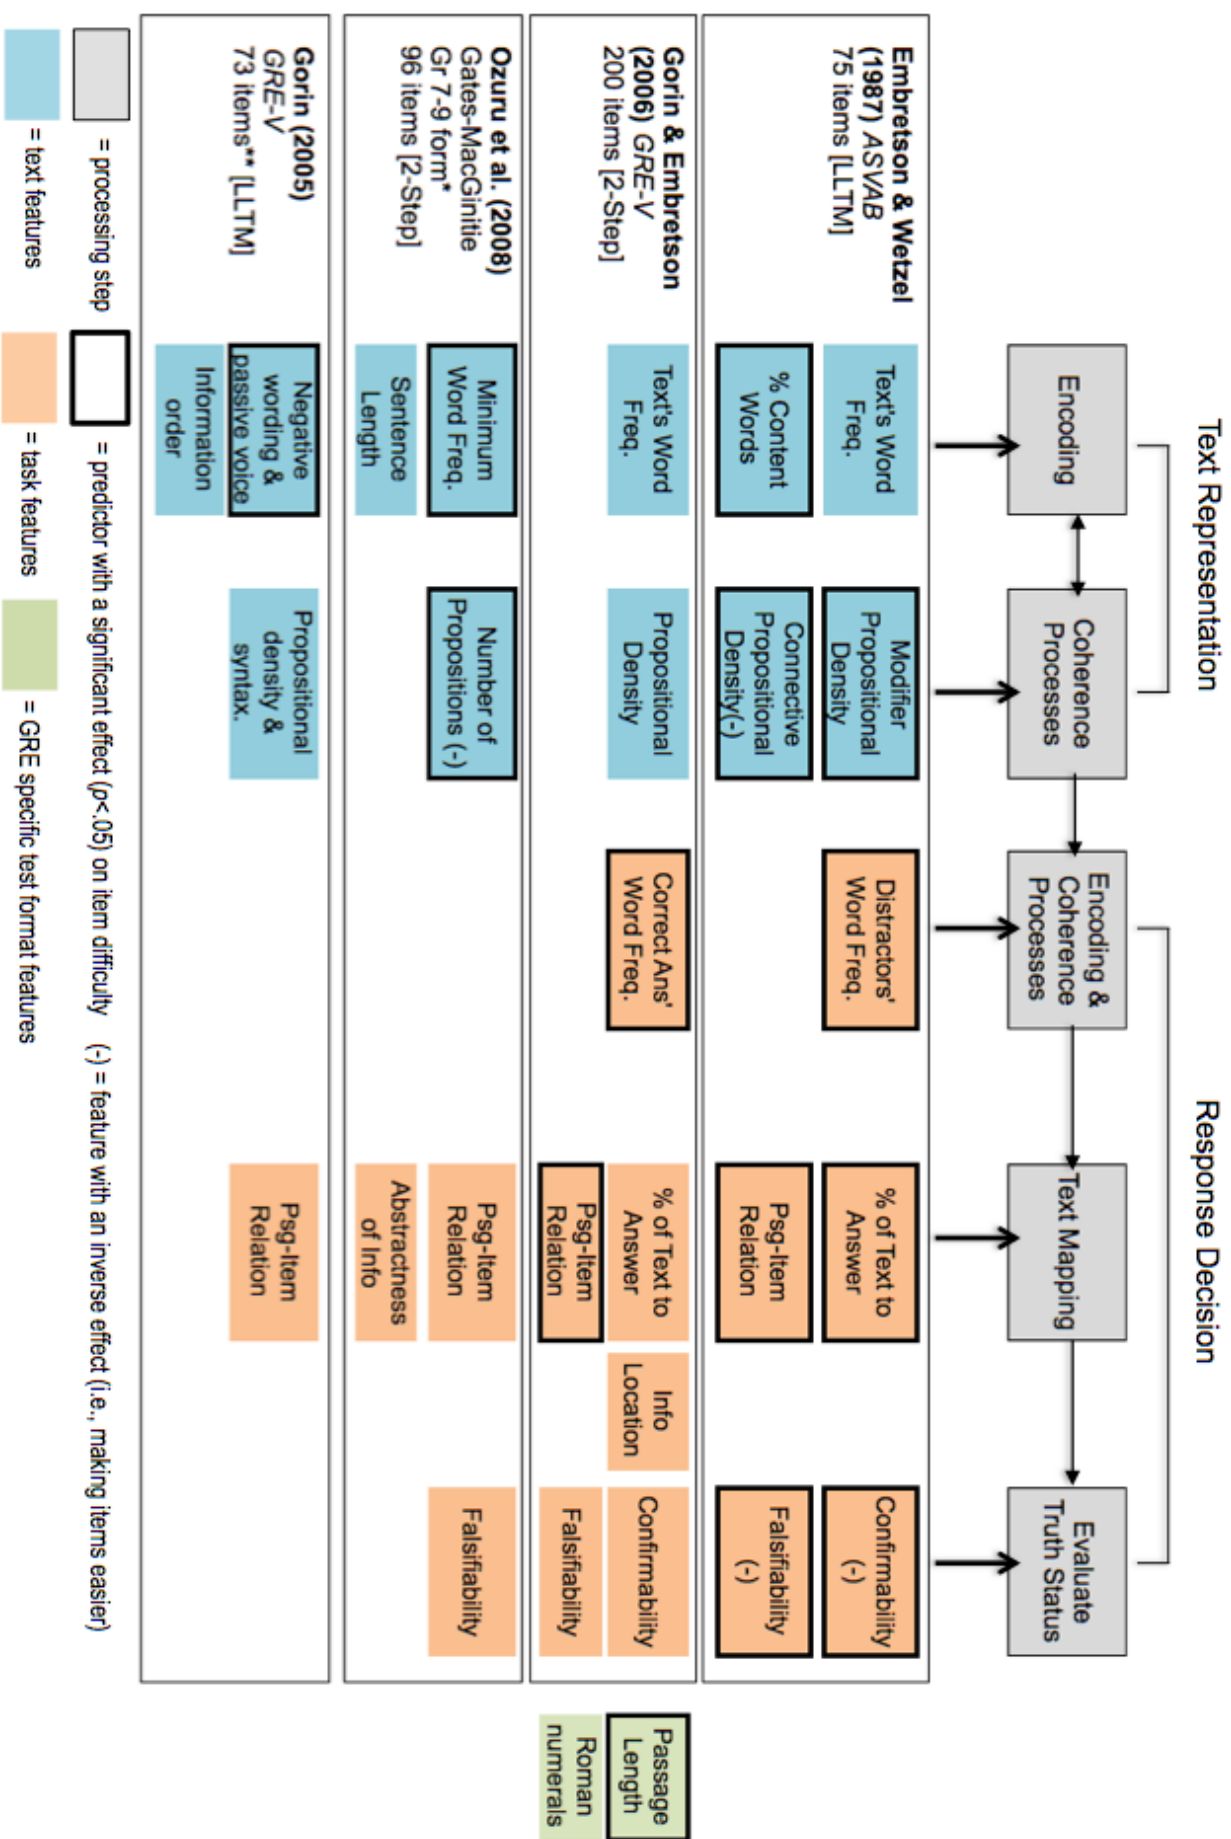 Text Representation
Response Decision
Encoding
Coherence
Processes
Encoding &
Coherence
Processes
Text Mapping
Evaluate
Truth Status
Embretson & Wetzel
(1987) ASVAB
75 items [LLTM]
Text's Word
Freq.
Modifier
Propositional
Density
Distractors'
Word Freq.
% of Text to
Answer
Confirmability
(-)
% Content
Words
Connective
Propositional
Density(-)
Psg-Item
Relation
Falsifiability
(-)
Gorin & Embretson
(2006) GRE-V
200 items [2-Step]
Text's Word
Freq.
Propositional
Density
Correct Ans'
Word Freq.
% of Text to
Answer
Info
Location
Confirmability
Passage
Length
Psg-Item
Relation
Falsifiability
Roman
numerals
Ozuru et al. (2008)
Gates-MacGinitie
Gr 7-9 form*
96 items [2-Step]
Minimum
Word Freq.
Number of
Propositions (-)
Psg-Item
Relation
Falsifiability
Sentence
Length
Abstractness
of Info
Gorin (2005)
GRE-V
73 items** [LLTM]
Negative
wording &
passive voice
Propositional
density &
syntax.
Psg-Item
Relation
Information
order
= processing step
= predictor with a significant effect (p<.05) on item difficulty
(-) = feature with an inverse effect (i.e., making items easier)
= text features
= task features
= GRE specific test format features